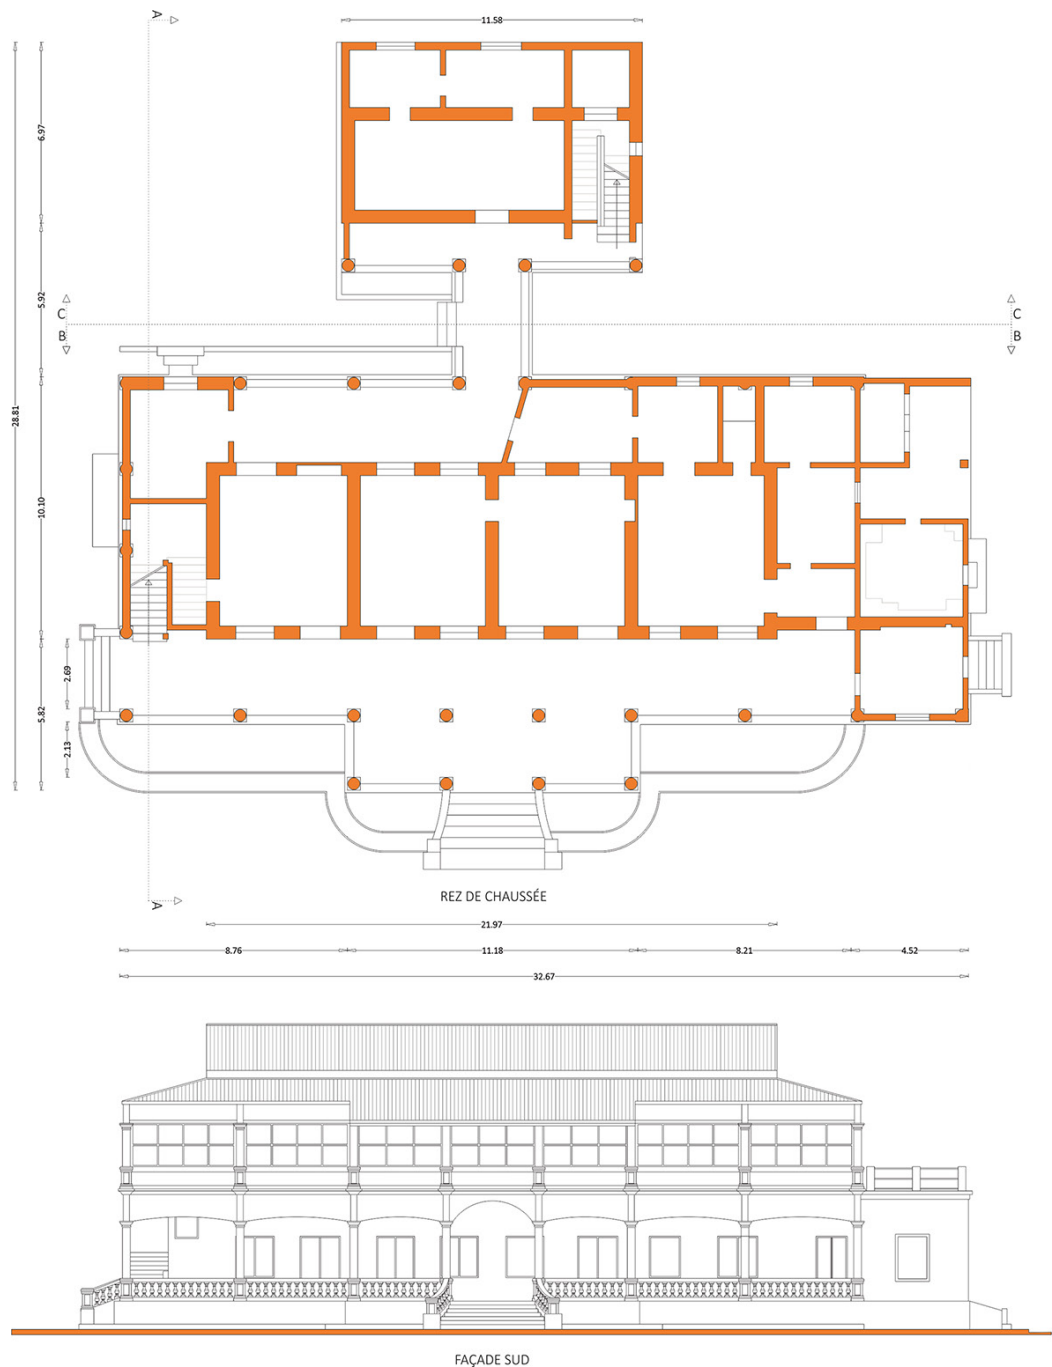 A
11.58
6.97
5.92
C
B
C
B
28.81
10.10
2.69
5.82
2.13
A
REZ DE CHAUSSÉE
21.97
8.76
11.18
8.21
4.52
32.67
FAÇADE SUD